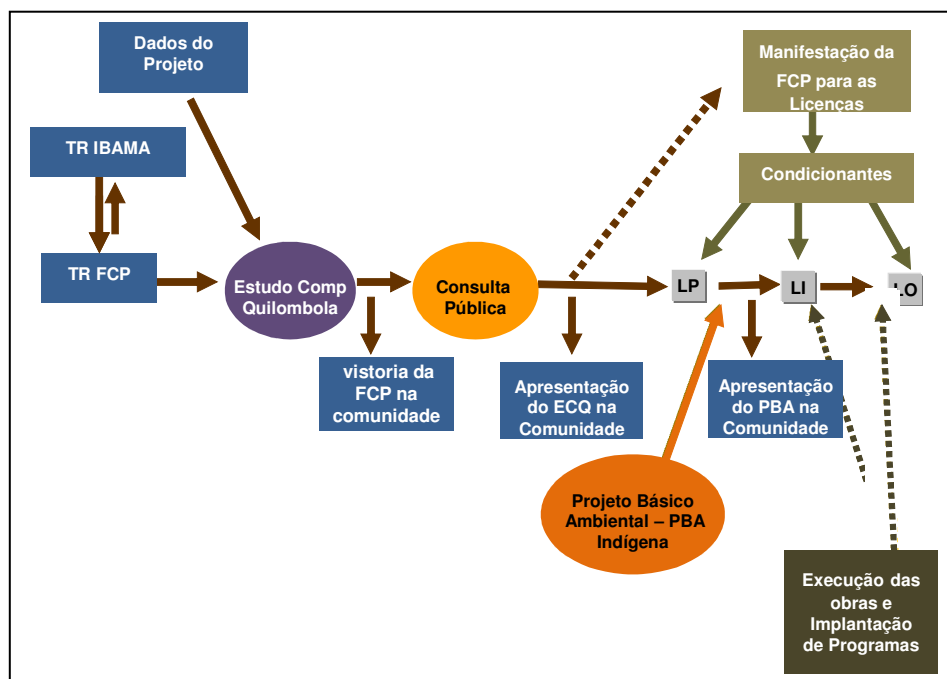 Dados do
Projeto
Manifestação da
FCP para as
Licenças
TR IBAMA
Condicionantes
TR FCP
Estudo Comp
Quilombola
Consulta
Pública
LP
LI
LO
vistoria da
FCP na
comunidade
Apresentação
do ECQ na
Comunidade
Apresentação
do PBA na
Comunidade
Projeto Básico
Ambiental – PBA
Indígena
Execução das
obras e
Implantação
de Programas